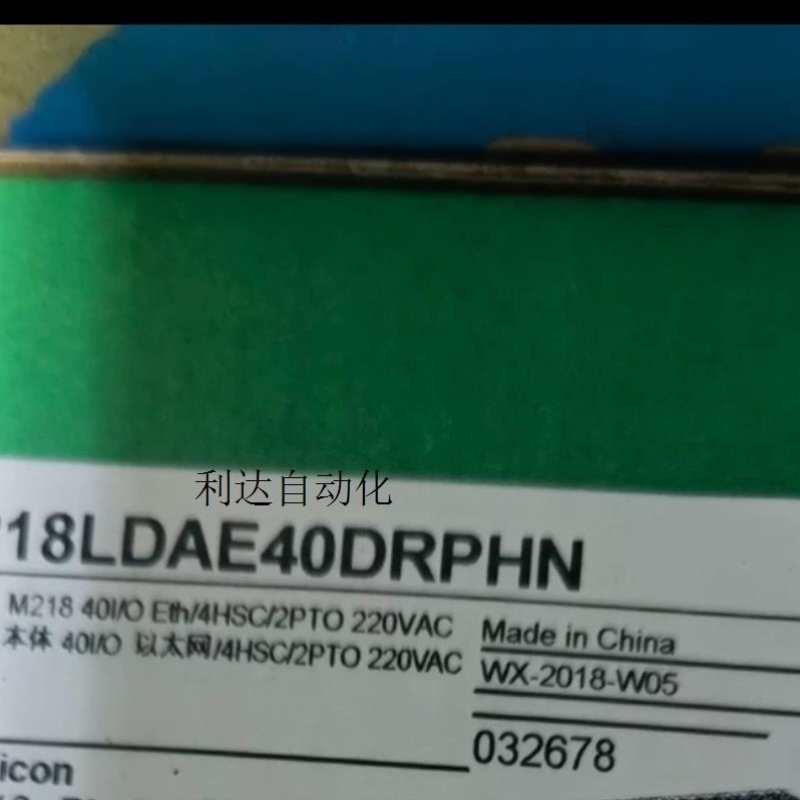 利达自动化
218LDAE40DRPHN
M218 40I/O Eth/4HSC/2PTO 220VAC
本体 40I/O 以太网/4HSC/2PTO 220VAC
Made in China
WX-2018-W05
032678
icon